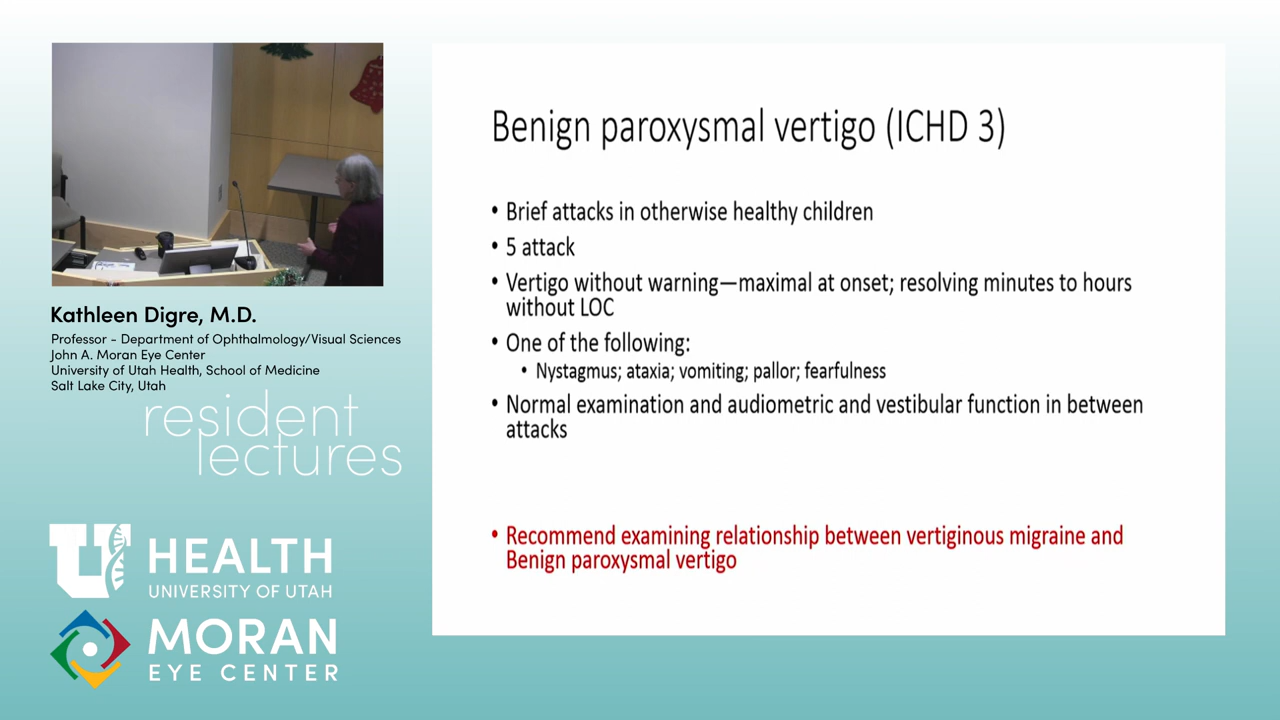 Kathleen Digre, M.D.
Professor - Department of Ophthalmology/Visual Sciences
John A. Moran Eye Center
University of Utah Health, School of Medicine
Salt Lake City, Utah
resident
lectures
U HEALTH
UNIVERSITY OF UTAH
MORAN
EYE CENTER
Benign paroxysmal vertigo (ICHD 3)
• Brief attacks in otherwise healthy children
• 5 attack
• Vertigo without warning—maximal at onset; resolving minutes to hours
without LOC
• One of the following:
• Nystagmus; ataxia; vomiting; pallor; fearfulness
• Normal examination and audiometric and vestibular function in between
attacks
• Recommend examining relationship between vertiginous migraine and
Benign paroxysmal vertigo